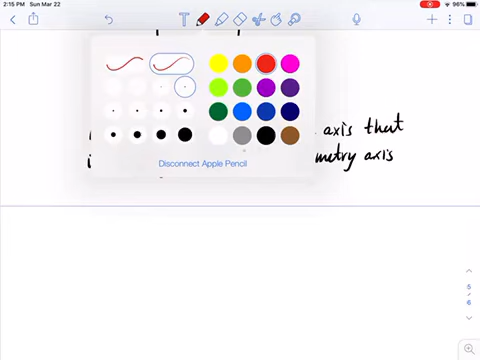 2:15 PM Sun Mar 22
96%
T
axis that
metry axis
Disconnect Apple Pencil
5
6